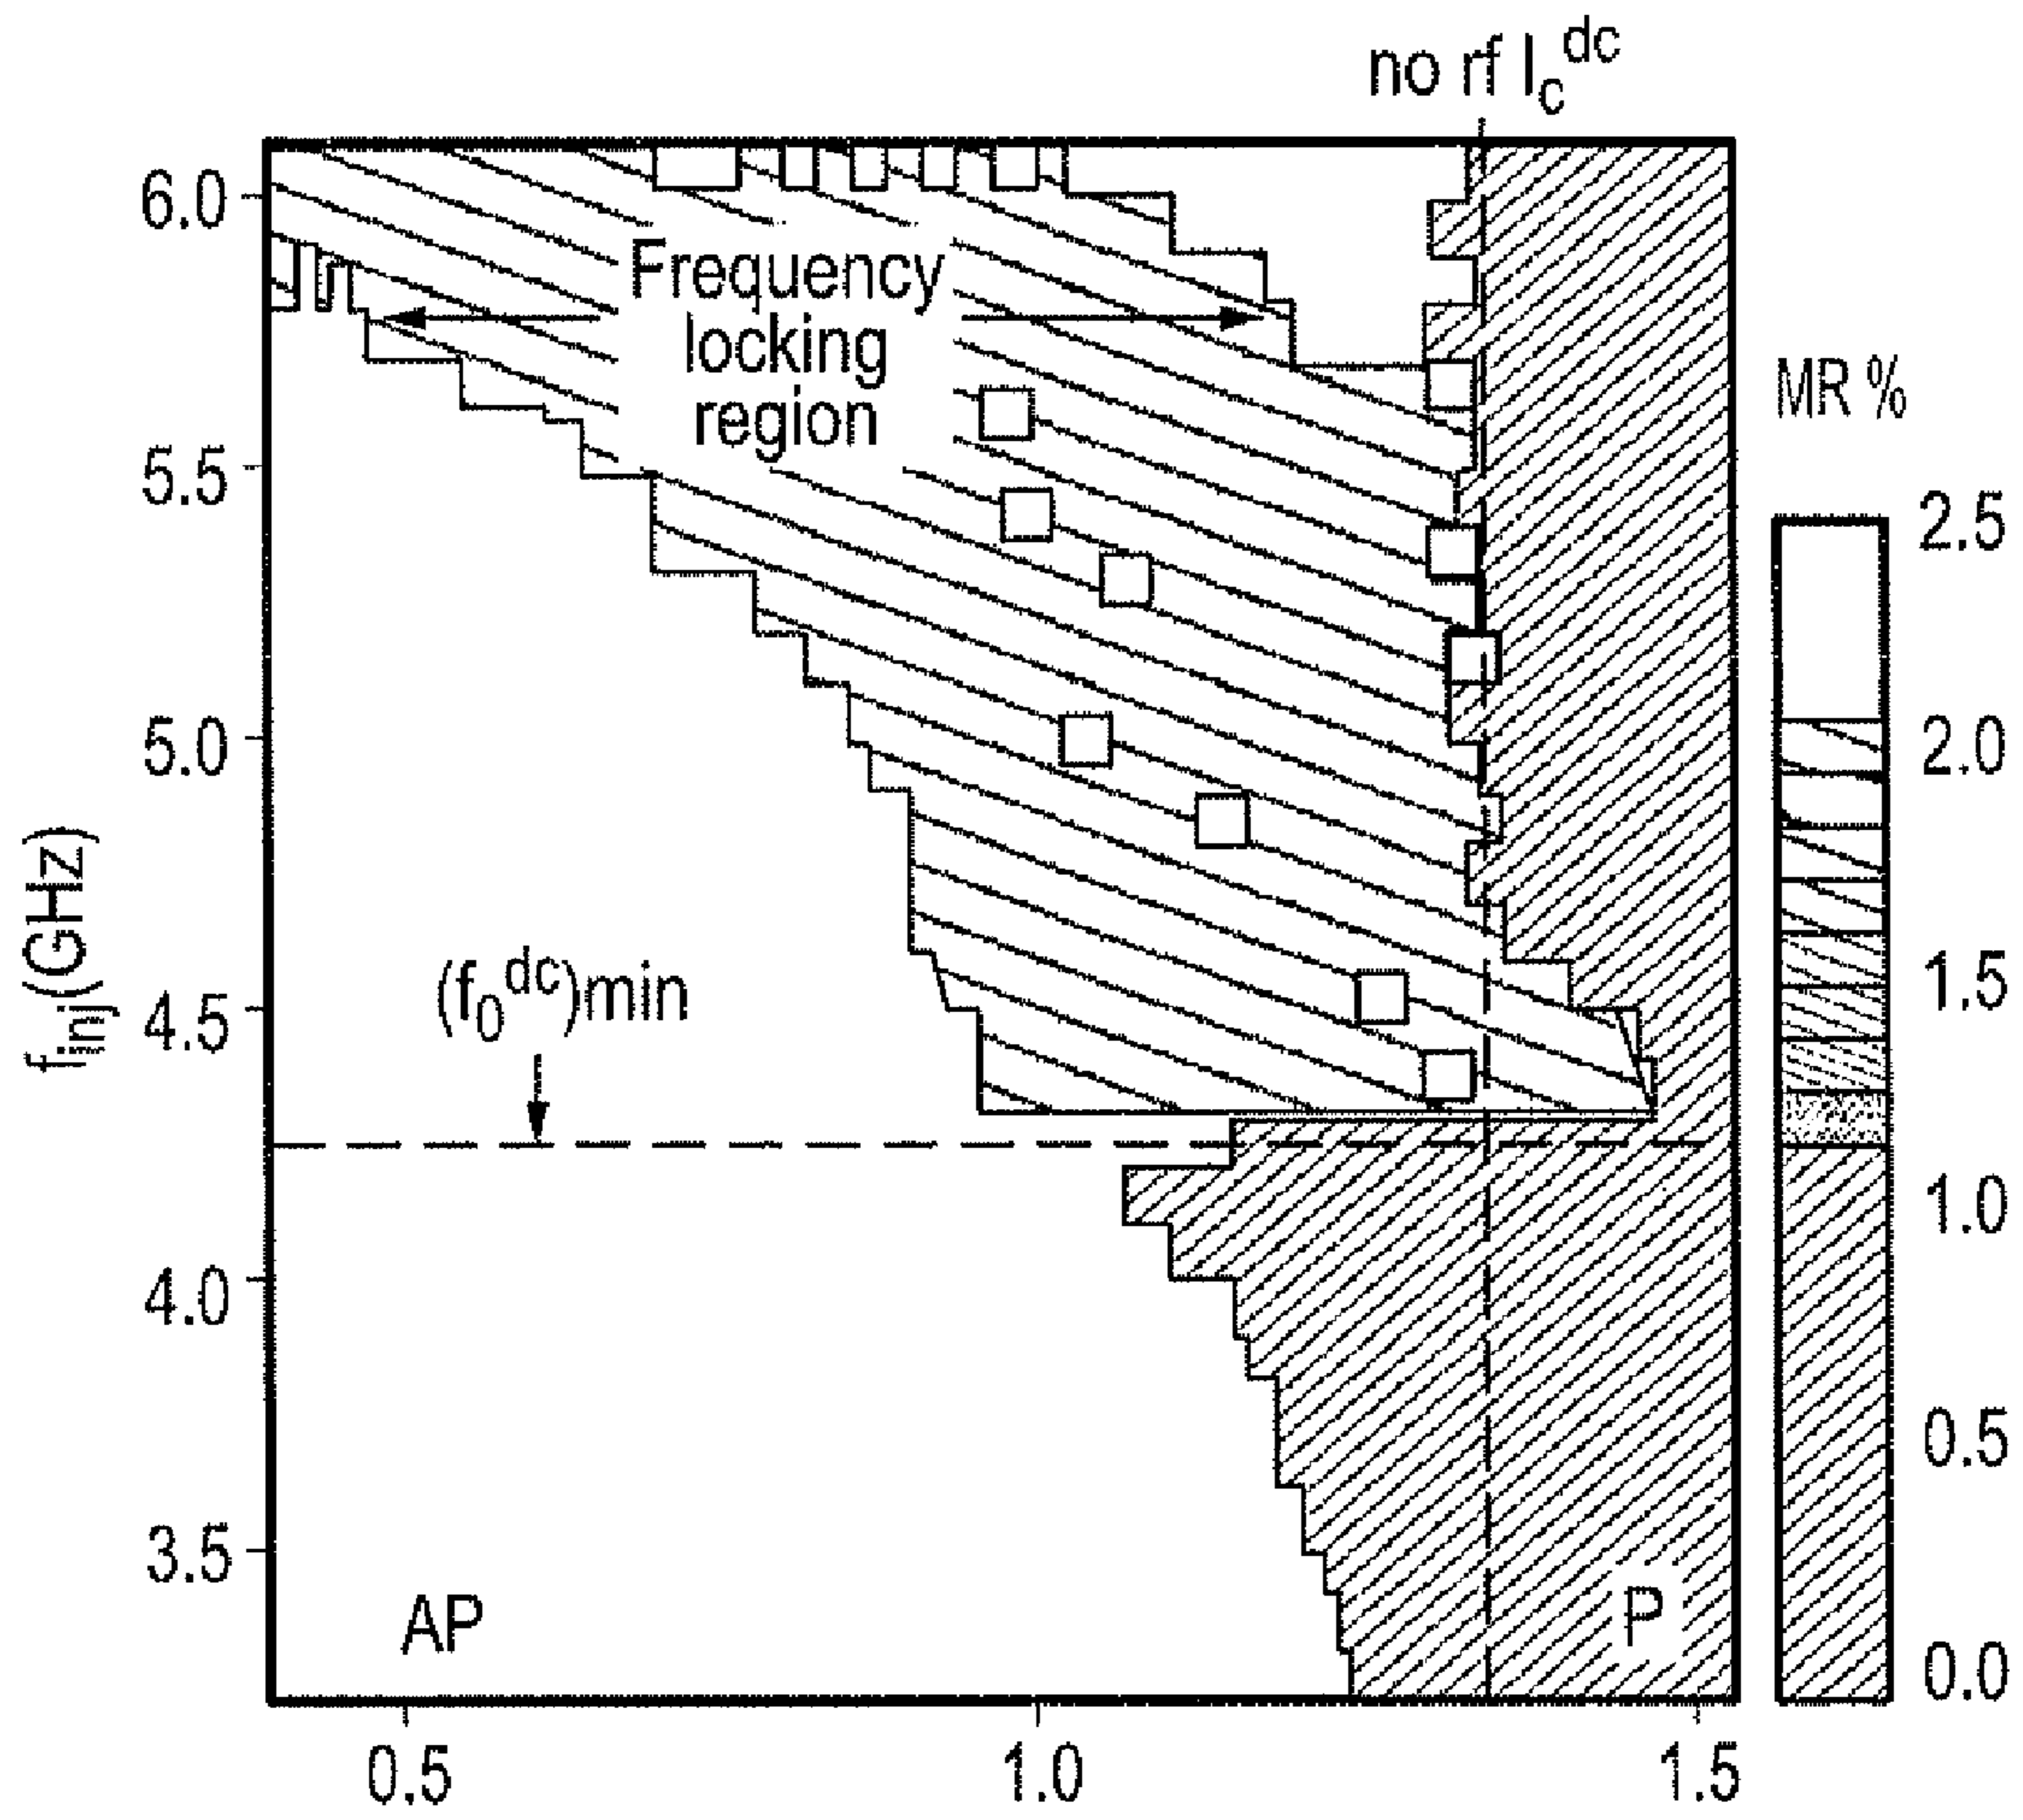 no rf I_c^dc
6.0
Frequency
locking
region
MR %
5.5
2.5
5.0
2.0
(f_0^dc)min
4.5
1.5
f_inj(GHz)
1.0
4.0
0.5
3.5
AP
P
0.0
0.5
1.0
1.5